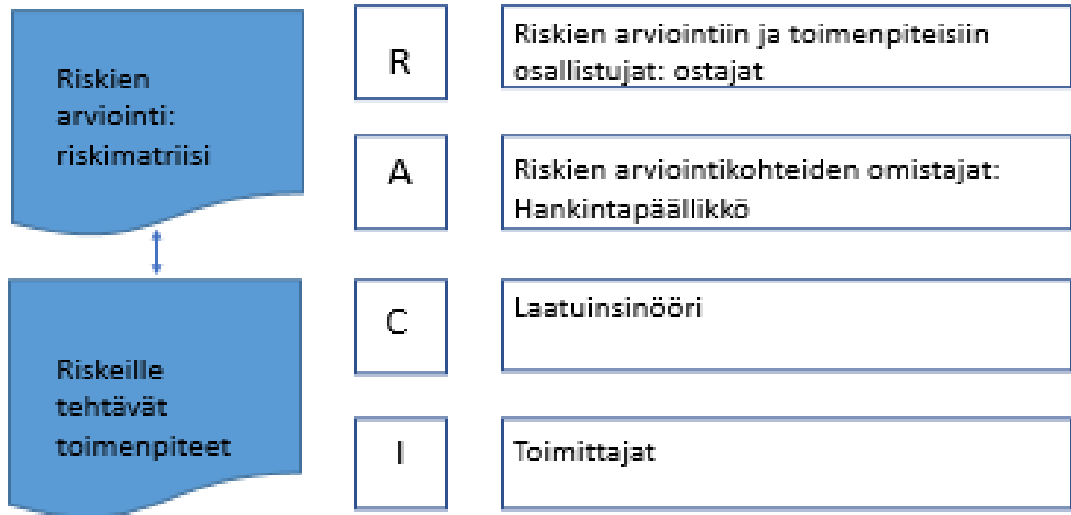 Riskien
arviointi:
riskimatriisi
Riskeille
tehtävät
toimenpiteet
R
Riskien arviointiin ja toimenpiteisiin
osallistujat: ostajat
A
Riskien arviointikohteiden omistajat:
Hankintapäällikkö
C
Laatuinsinööri
I
Toimittajat